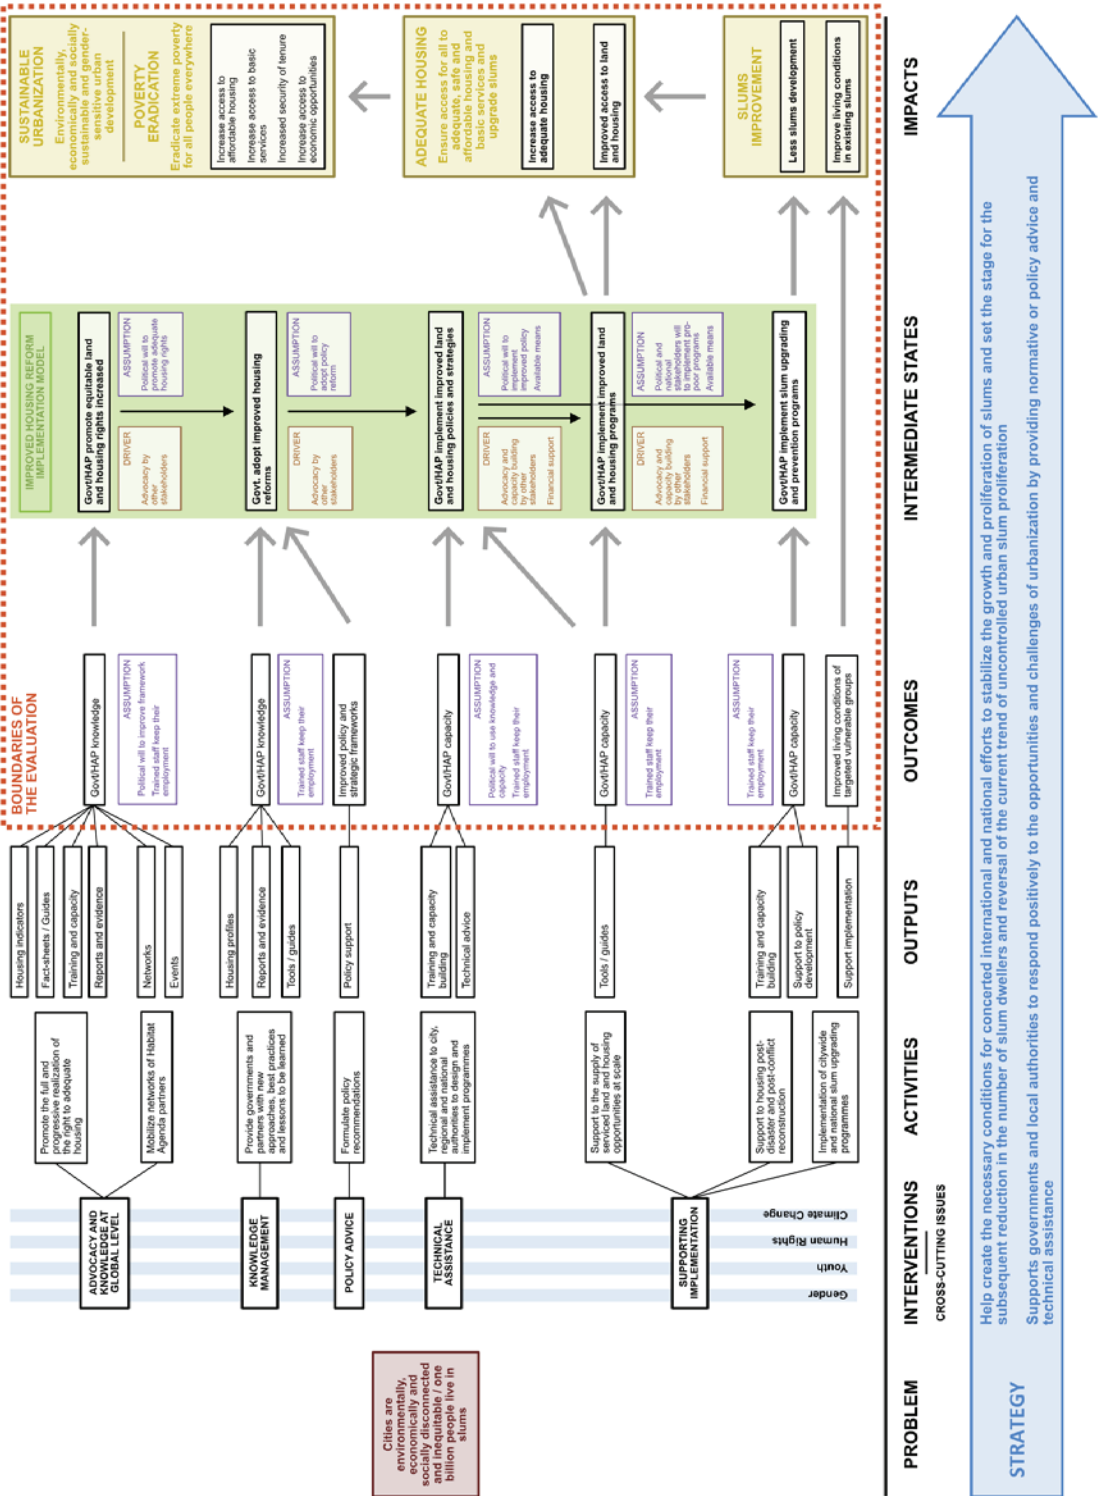 Cities are
environmentally,
economically and
socially disconnected
and inequitable / one
billion people live in
slums
ADVOCACY AND
KNOWLEDGE AT
GLOBAL LEVEL
KNOWLEDGE
MANAGEMENT
POLICY ADVICE
TECHNICAL
ASSISTANCE
SUPPORTING
IMPLEMENTATION
Gender
Youth
Human Rights
Climate Change
Promote the full and
progressive realization of
the right to adequate
housing
Mobilize networks of Habitat
Agenda partners
Provide governments and
partners with new
approaches, best practices
and lessons to be learned
Formulate policy
recommendations
Technical assistance to city,
regional and national
authorities to design and
implement programmes
Support to the supply of
serviced land and housing
opportunities at scale
Support to housing post-
disaster and post-conflict
reconstruction
Implementation of citywide
and national slum upgrading
programmes
Housing indicators
Fact-sheets / Guides
Training and capacity
Reports and evidence
Networks
Events
Housing profiles
Reports and evidence
Tools / guides
Policy support
Training and capacity
building
Technical advice
Tools / guides
Training and capacity
building
Support to policy
development
Support implementation
BOUNDARIES OF
THE EVALUATION
Govt/HAP knowledge
ASSUMPTION
Political will to improve framework
Trained staff keep their
employment
Govt/HAP knowledge
ASSUMPTION
Trained staff keep their
employment
Improved policy and
strategic frameworks
Govt/HAP capacity
ASSUMPTION
Political will to use knowledge and
capacity
Trained staff keep their
employment
Govt/HAP capacity
ASSUMPTION
Trained staff keep their
employment
ASSUMPTION
Trained staff keep their
employment
Govt/HAP capacity
Improved living conditions of
targeted vulnerable groups
IMPROVED HOUSING REFORM
IMPLEMENTATION MODEL
Govt/HAP promote equitable land
and housing rights increased
DRIVER
Advocacy by
other
stakeholders
ASSUMPTION
Political will to
promote adequate
housing rights
Govt. adopt improved housing
reforms
DRIVER
Advocacy by
other
stakeholders
ASSUMPTION
Political will to
adopt policy
reform
Govt/HAP implement improved land
and housing policies and strategies
DRIVER
Advocacy and
capacity building
by other
stakeholders
Financial support
ASSUMPTION
Political will to
implement
improved policy
Available means
Govt/HAP implement improved land
and housing programs
DRIVER
Advocacy and
capacity building
by other
stakeholders
Financial support
ASSUMPTION
Political and
national
stakeholders will
to implement pro-
poor programs
Available means
Govt/HAP implement slum upgrading
and prevention programs
SUSTAINABLE
URBANIZATION
Environmentally,
economically and socially
sustainable and gender-
sensitive urban
development
POVERTY
ERADICATION
Eradicate extreme poverty
for all people everywhere
Increase access to
affordable housing
Increase access to basic
services
Increased security of tenure
Increase access to
economic opportunities
ADEQUATE HOUSING
Ensure access for all to
adequate, safe and
affordable housing and
basic services and
upgrade slums
Increase access to
adequate housing
Improved access to land
and housing
SLUMS
IMPROVEMENT
Less slums development
Improve living conditions
in existing slums
PROBLEM
INTERVENTIONS
CROSS-CUTTING ISSUES
ACTIVITIES
OUTPUTS
OUTCOMES
INTERMEDIATE STATES
IMPACTS
STRATEGY
Help create the necessary conditions for concerted international and national efforts to stabilize the growth and proliferation of slums and set the stage for the
subsequent reduction in the number of slum dwellers and reversal of the current trend of uncontrolled urban slum proliferation
Supports governments and local authorities to respond positively to the opportunities and challenges of urbanization by providing normative or policy advice and
technical assistance